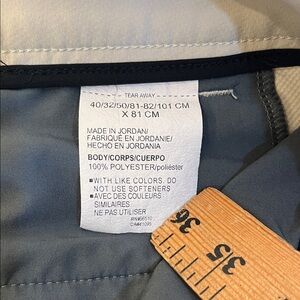 TEAR AWAY
40/32/50/81-82/101 CM
X 81 CM
MADE IN JORDAN/
FABRIQUÉ EN JORDANIE/
HECHO EN JORDANIA
BODY/CORPS/CUERPO
100% POLYESTER/poliéster
■WITH LIKE COLORS. DO
NOT USE SOFTENERS
■AVEC DES COULEURS
SIMILAIRES
NE PAS UTILISER
36
35